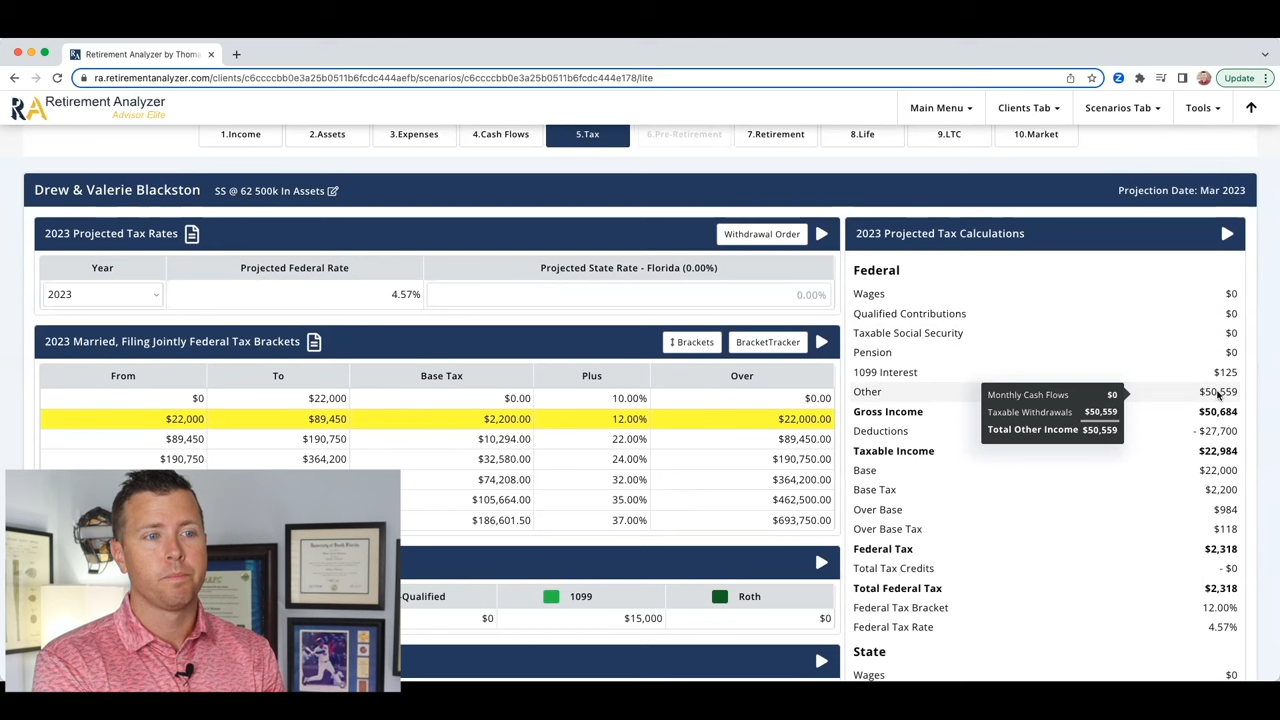 Retirement Analyzer by Thoma
Update
ra.retirementanalyzer.com/clients/c6ccccbb0e3a25b0511b6fcdc444aefb/scenarios/c6ccccbb0e3a25b0511b6fcdc444e178/lite
RA Retirement Analyzer
Advisor Elite
Main Menu Clients Tab Scenarios Tab Tools
1.Income 2.Assets 3.Expenses 4.Cash Flows 5.Tax 6.Pre-Retirement 7.Retirement 8.Life 9.LTC 10.Market
Drew & Valerie Blackston SS @ 62 500k In Assets Projection Date: Mar 2023
2023 Projected Tax Rates Withdrawal Order
Year Projected Federal Rate Projected State Rate - Florida (0.00%)
2023 4.57% 0.00%
2023 Married, Filing Jointly Federal Tax Brackets Brackets BracketTracker
From To Base Tax Plus Over
$0 $22,000 $0.00 10.00% $0.00
$22,000 $89,450 $2,200.00 12.00% $22,000.00
$89,450 $190,750 $10,294.00 22.00% $89,450.00
$190,750 $364,200 $32,580.00 24.00% $190,750.00
$74,208.00 32.00% $364,200.00
$105,664.00 35.00% $462,500.00
$186,601.50 37.00% $693,750.00
-Qualified 1099 Roth
$0 $15,000 $0
2023 Projected Tax Calculations
Federal
Wages $0
Qualified Contributions $0
Taxable Social Security $0
Pension $0
1099 Interest $125
Other $50,559
Monthly Cash Flows $0
Taxable Withdrawals $50,559
Total Other Income $50,559
Gross Income $50,684
Deductions - $27,700
Taxable Income $22,984
Base $22,000
Base Tax $2,200
Over Base $984
Over Base Tax $118
Federal Tax $2,318
Total Tax Credits - $0
Total Federal Tax $2,318
Federal Tax Bracket 12.00%
Federal Tax Rate 4.57%
State
Wages $0